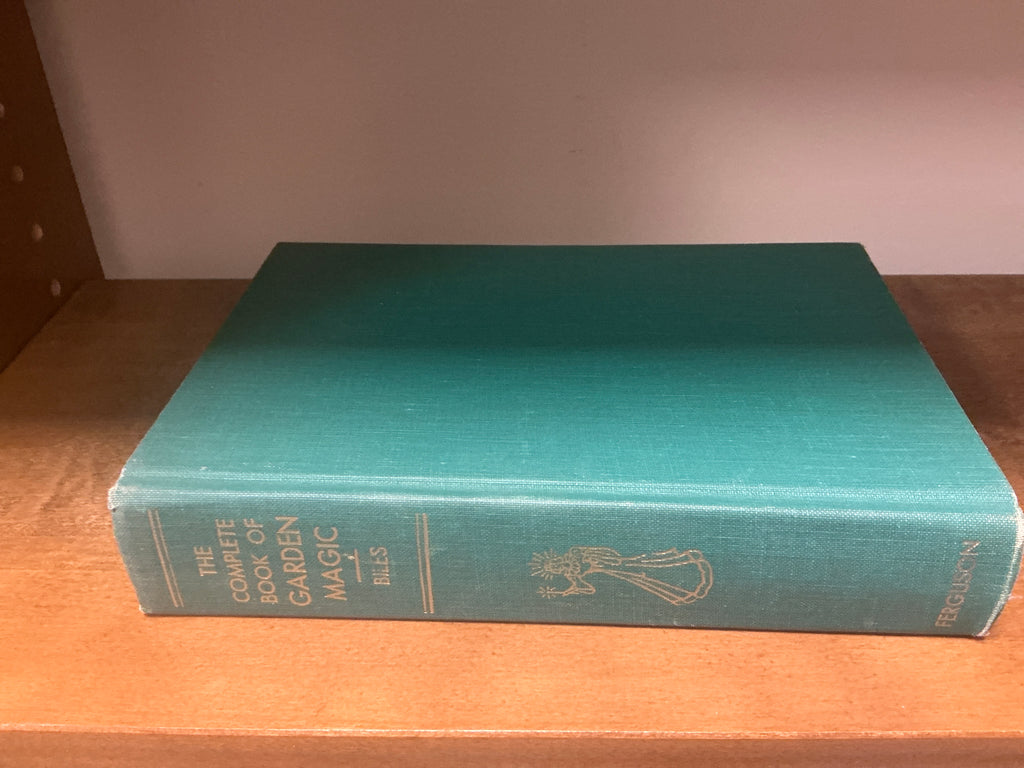 THE
COMPLETE
BOOK OF
GARDEN
MAGIC
BILES
FERGUSON